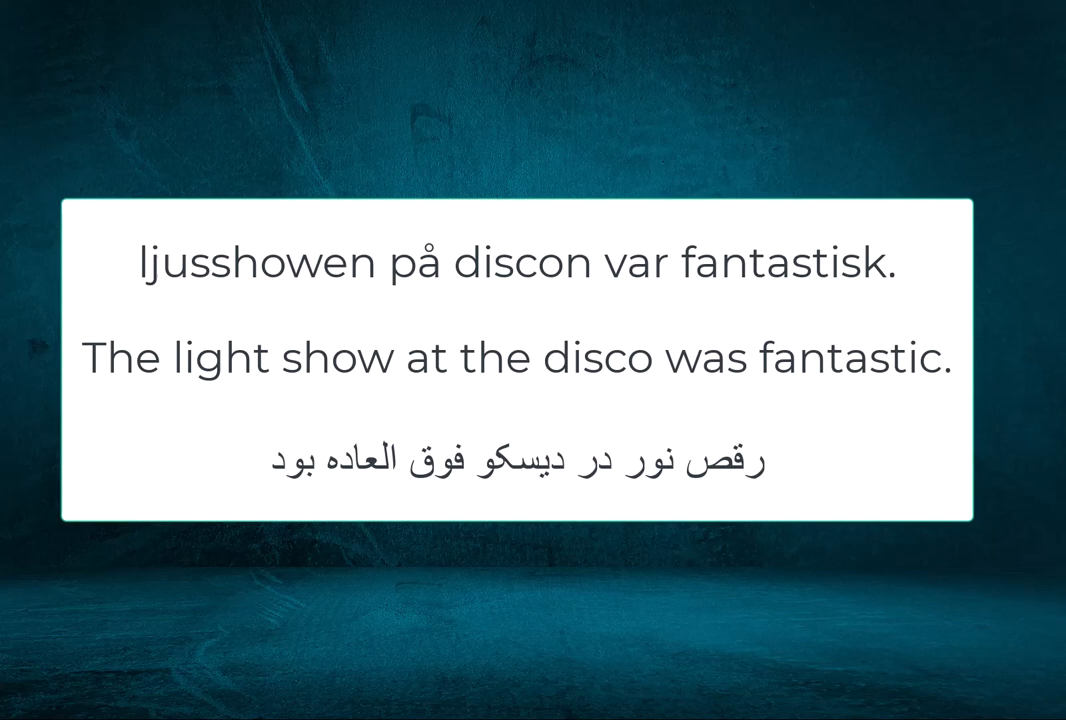 ljusshowen på discon var fantastisk.
The light show at the disco was fantastic.
رقص نور در دیسکو فوق العاده بود